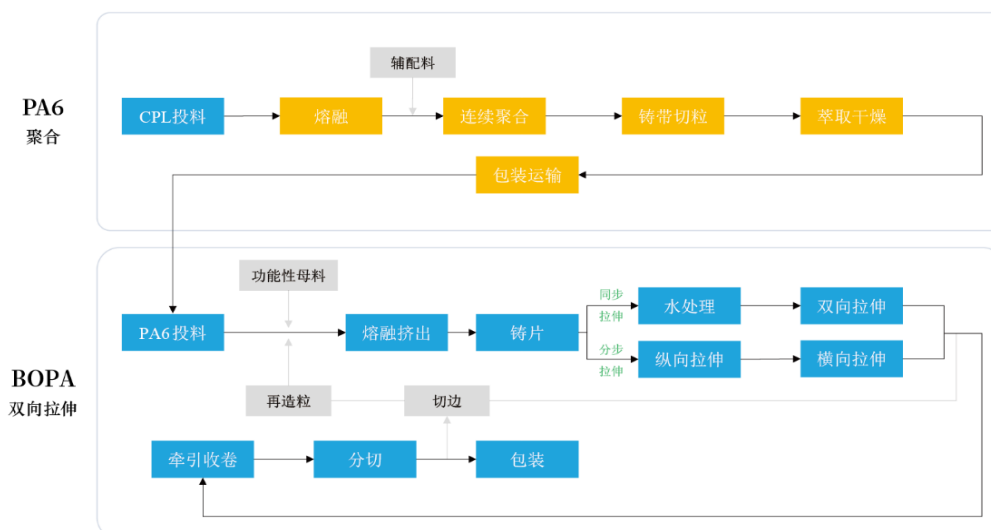 辅配料
PA6
聚合
CPL投料
熔融
连续聚合
铸带切粒
萃取干燥
包装运输
功能性母料
同步
拉伸
水处理
双向拉伸
PA6投料
熔融挤出
铸片
分步
拉伸
纵向拉伸
横向拉伸
BOPA
双向拉伸
再造粒
切边
牵引收卷
分切
包装